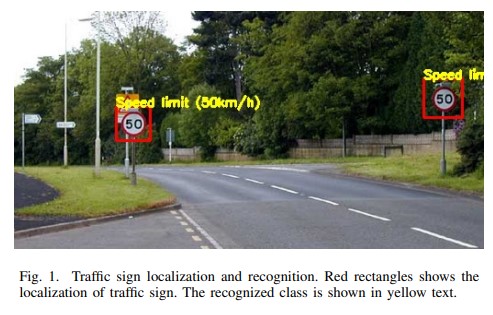 Speed lim
Speed limit (50km/h)
50
50
Fig. 1. Traffic sign localization and recognition. Red rectangles shows the
localization of traffic sign. The recognized class is shown in yellow text.